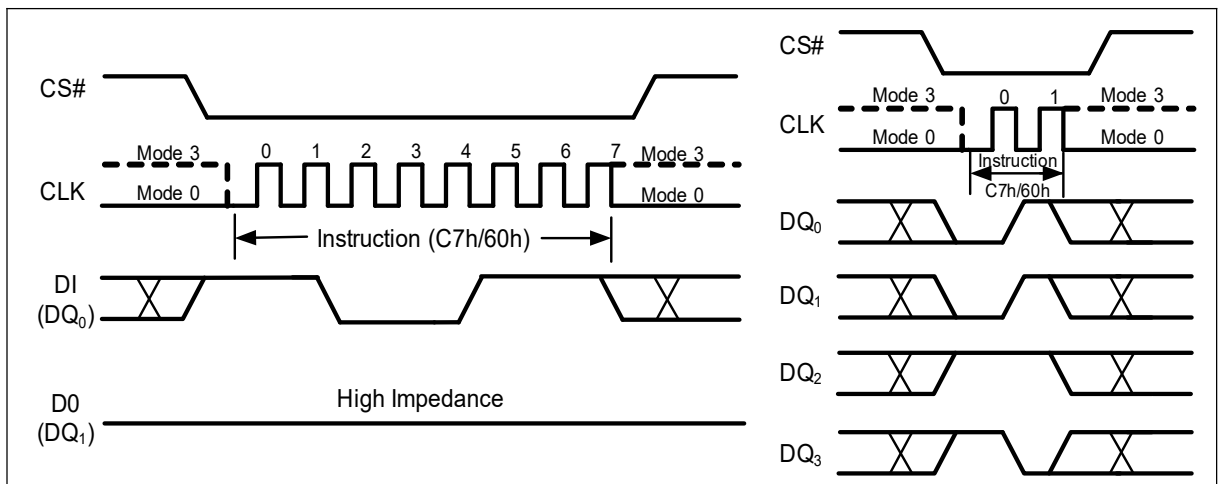 CS#
Mode 3 0 1 2 3 4 5 6 7 Mode 3
CLK
Mode 0 Mode 0
Instruction (C7h/60h)
DI
(DQ0)
High Impedance
D0
(DQ1)
CS#
Mode 3 0 1 Mode 3
CLK
Mode 0 Mode 0
Instruction
C7h/60h
DQ0
DQ1
DQ2
DQ3